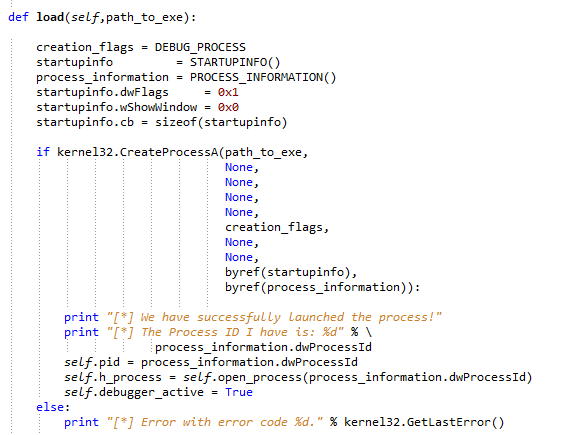 def load(self,path_to_exe):
creation_flags = DEBUG_PROCESS
startupinfo         = STARTUPINFO()
process_information = PROCESS_INFORMATION()
startupinfo.dwFlags     = 0x1
startupinfo.wShowWindow = 0x0
startupinfo.cb = sizeof(startupinfo)
if kernel32.CreateProcessA(path_to_exe,
None,
None,
None,
None,
creation_flags,
None,
None,
byref(startupinfo),
byref(process_information)):
print "[*] We have successfully launched the process!"
print "[*] The Process ID I have is: %d" % \
process_information.dwProcessId
self.pid = process_information.dwProcessId
self.h_process = self.open_process(process_information.dwProcessId)
self.debugger_active = True
else:
print "[*] Error with error code %d." % kernel32.GetLastError()